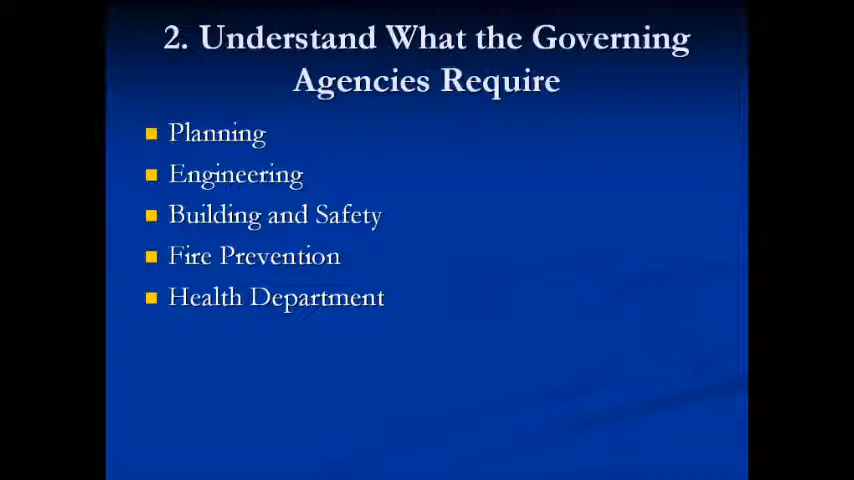 2. Understand What the Governing
Agencies Require
Planning
Engineering
Building and Safety
Fire Prevention
Health Department